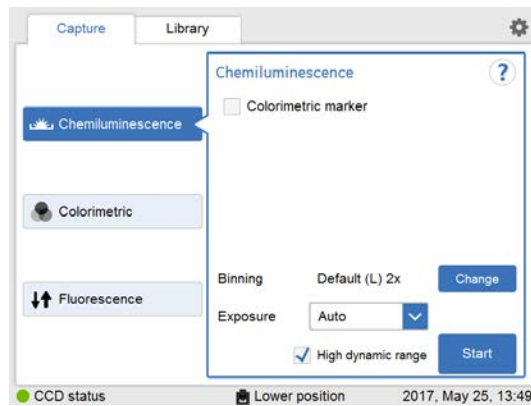 Capture
Library
Chemiluminescence
Colorimetric
Fluorescence
Chemiluminescence
?
Colorimetric marker
Binning Default (L) 2x Change
Exposure Auto
High dynamic range
Start
CCD status Lower position 2017, May 25, 13:49